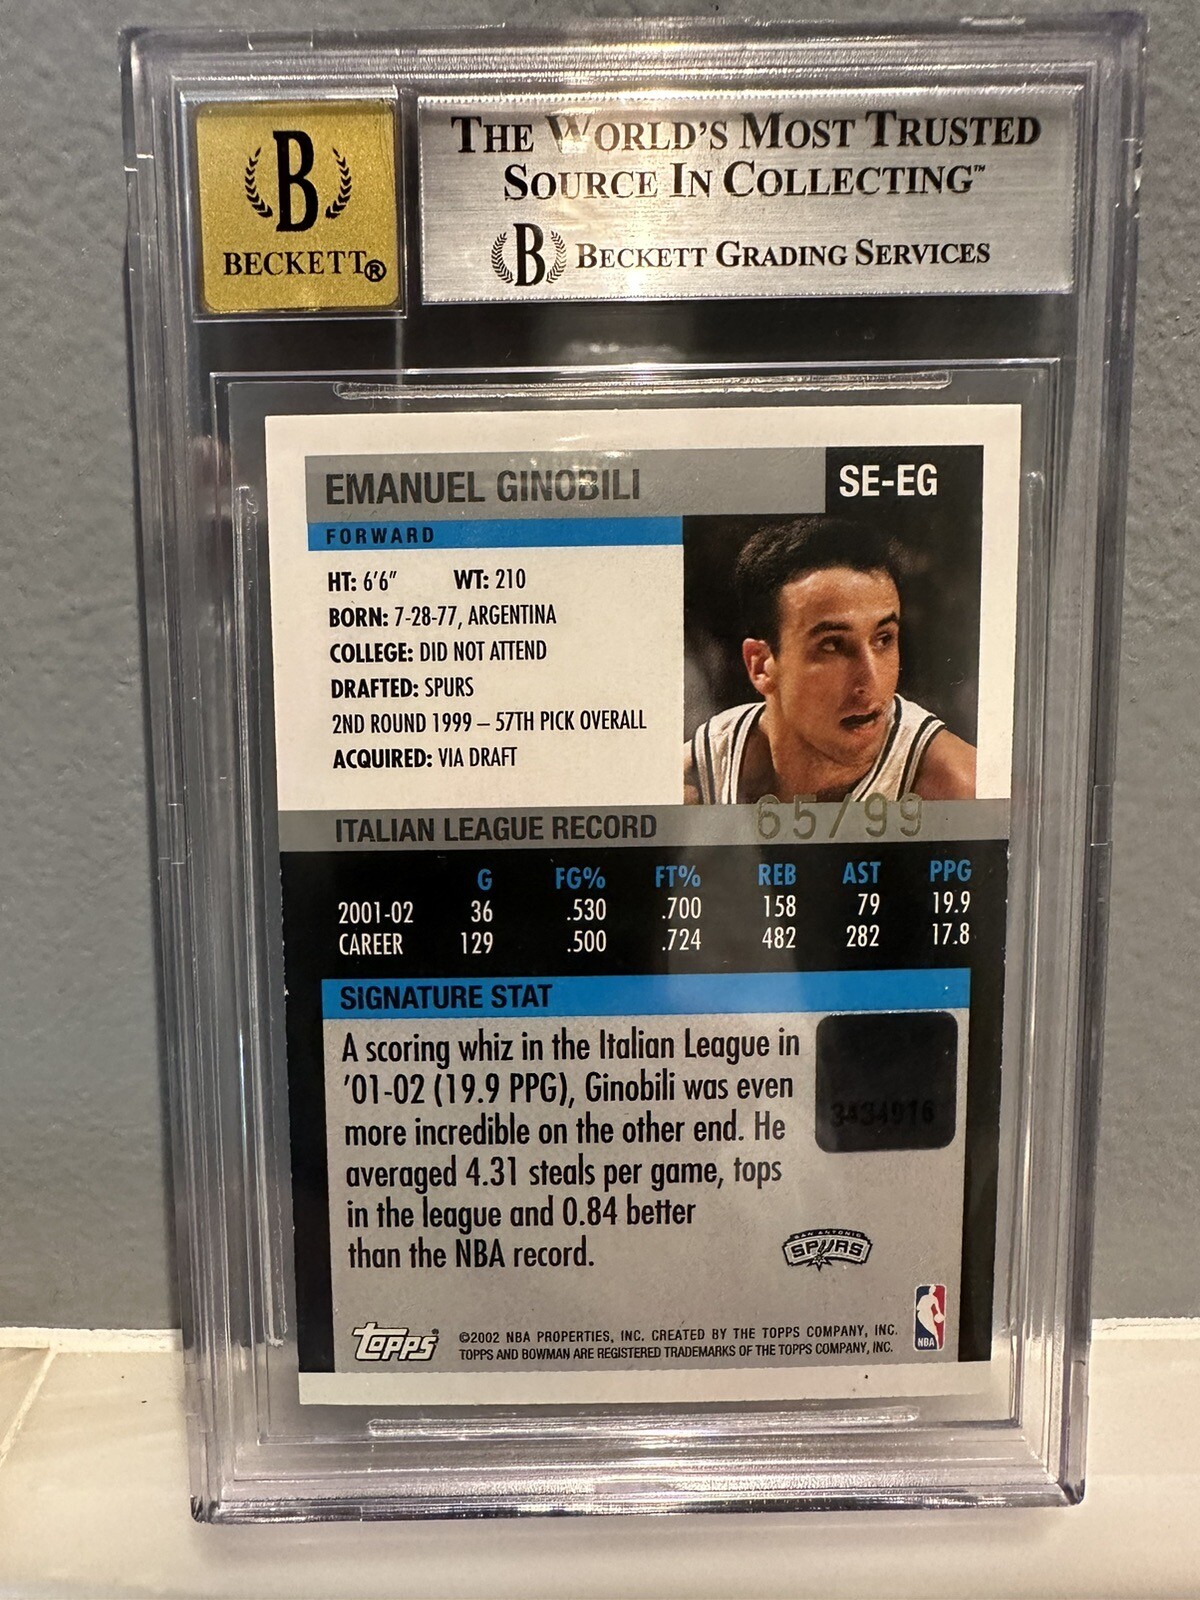 B
BECKETT®
THE WORLD'S MOST TRUSTED
SOURCE IN COLLECTING™
B BECKETT GRADING SERVICES
EMANUEL GINOBILI
SE-EG
FORWARD
HT: 6'6" WT: 210
BORN: 7-28-77, ARGENTINA
COLLEGE: DID NOT ATTEND
DRAFTED: SPURS
2ND ROUND 1999 – 57TH PICK OVERALL
ACQUIRED: VIA DRAFT
ITALIAN LEAGUE RECORD 65/99
G FG% FT% REB AST PPG
2001-02 36 .530 .700 158 79 19.9
CAREER 129 .500 .724 482 282 17.8
SIGNATURE STAT
A scoring whiz in the Italian League in
'01-02 (19.9 PPG), Ginobili was even
more incredible on the other end. He
averaged 4.31 steals per game, tops
in the league and 0.84 better
than the NBA record.
3434916
SAN ANTONIO
SPURS
NBA
Topps®
©2002 NBA PROPERTIES, INC. CREATED BY THE TOPPS COMPANY, INC.
TOPPS AND BOWMAN ARE REGISTERED TRADEMARKS OF THE TOPPS COMPANY, INC.